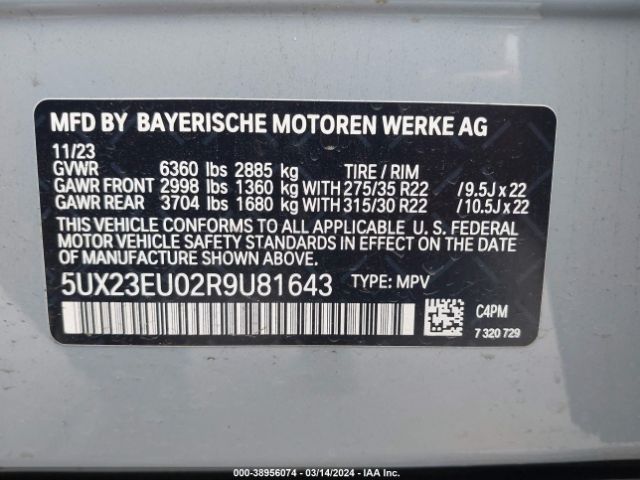 MFD BY BAYERISCHE MOTOREN WERKE AG
11/23
GVWR 6360 lbs 2885 kg TIRE / RIM
GAWR FRONT 2998 lbs 1360 kg WITH 275/35 R22 /9.5J x 22
GAWR REAR 3704 lbs 1680 kg WITH 315/30 R22 /10.5J x 22
THIS VEHICLE CONFORMS TO ALL APPLICABLE U. S. FEDERAL
MOTOR VEHICLE SAFETY STANDARDS IN EFFECT ON THE DATE
OF MANUFACTURE SHOWN ABOVE.
5UX23EU02R9U81643 TYPE: MPV
C4PM
7 320 729
000-38956074 - 03/14/2024 - IAA Inc.